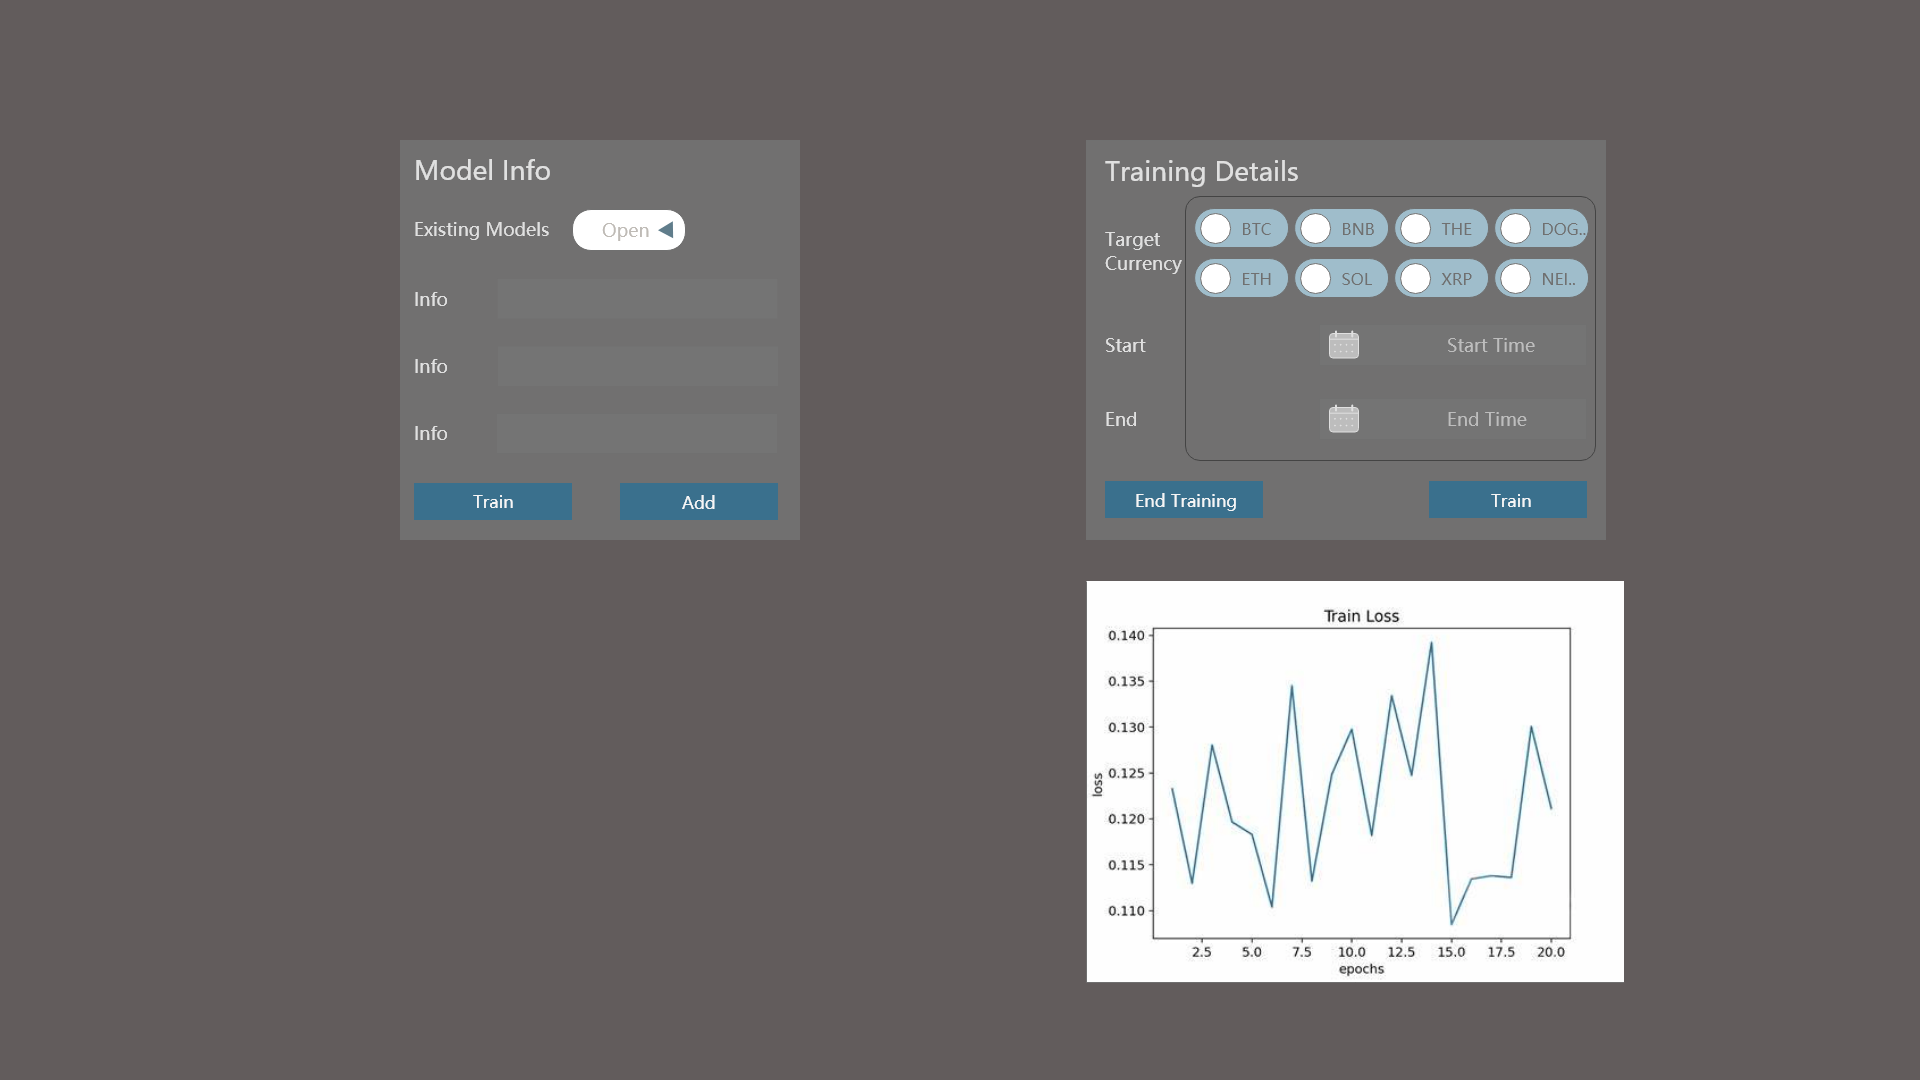 Model Info
Existing Models
Open
Info
Info
Info
Train
Add
Training Details
Target
Currency
BTC
BNB
THE
DOG..
ETH
SOL
XRP
NEI..
Start
Start Time
End
End Time
End Training
Train
Train Loss
0.140
0.135
0.130
0.125
0.120
0.115
0.110
loss
2.5 5.0 7.5 10.0 12.5 15.0 17.5 20.0
epochs